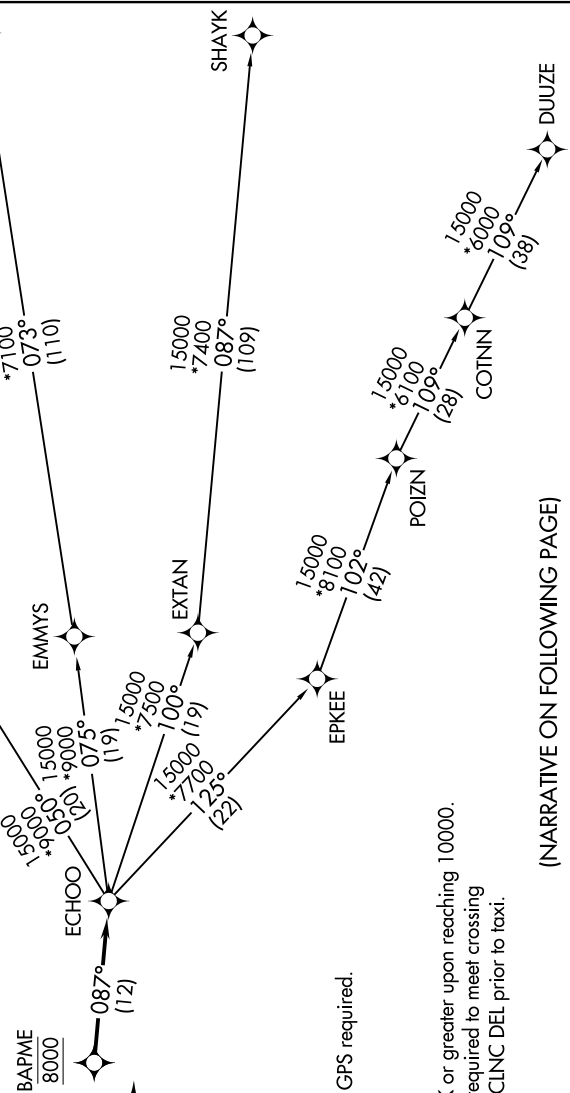 SHAYK
DUUZE
*7100
073°
(110)
15000
*7400
087°
(109)
15000
*6000
109°
(38)
COTNN
15000
*6100
109°
(28)
POIZN
15000
*8100
102°
(42)
EPKEE
EMMYS
EXTAN
15000
*9000
050°
(20)
15000
*9000
075°
(19)
15000
*7500
100°
(19)
15000
*7700
125°
(22)
ECHOO
087°
(12)
BAPME
8000
GPS required.
K or greater upon reaching 10000.
equired to meet crossing
CLNC DEL prior to taxi.
(NARRATIVE ON FOLLOWING PAGE)